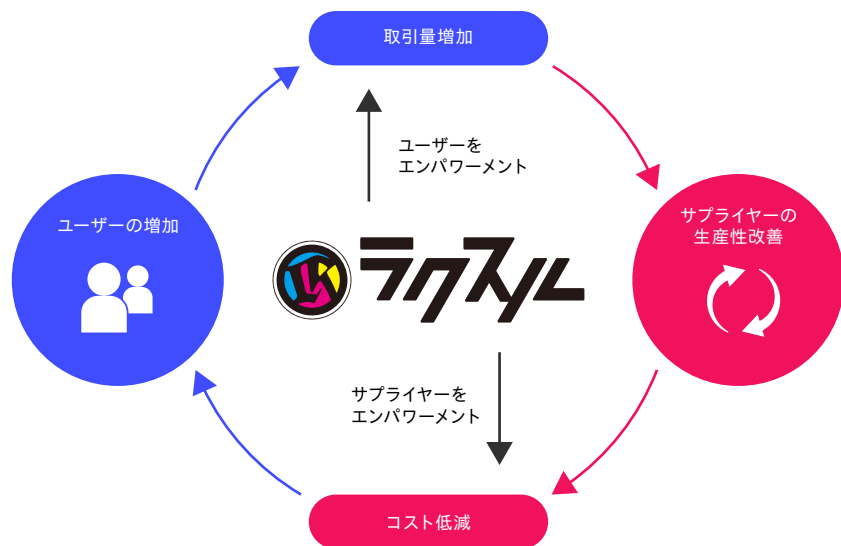 取引量増加
ユーザーを
エンパワーメント
ユーザーの増加
サプライヤーの
生産性改善
ラクスル
サプライヤーを
エンパワーメント
コスト低減